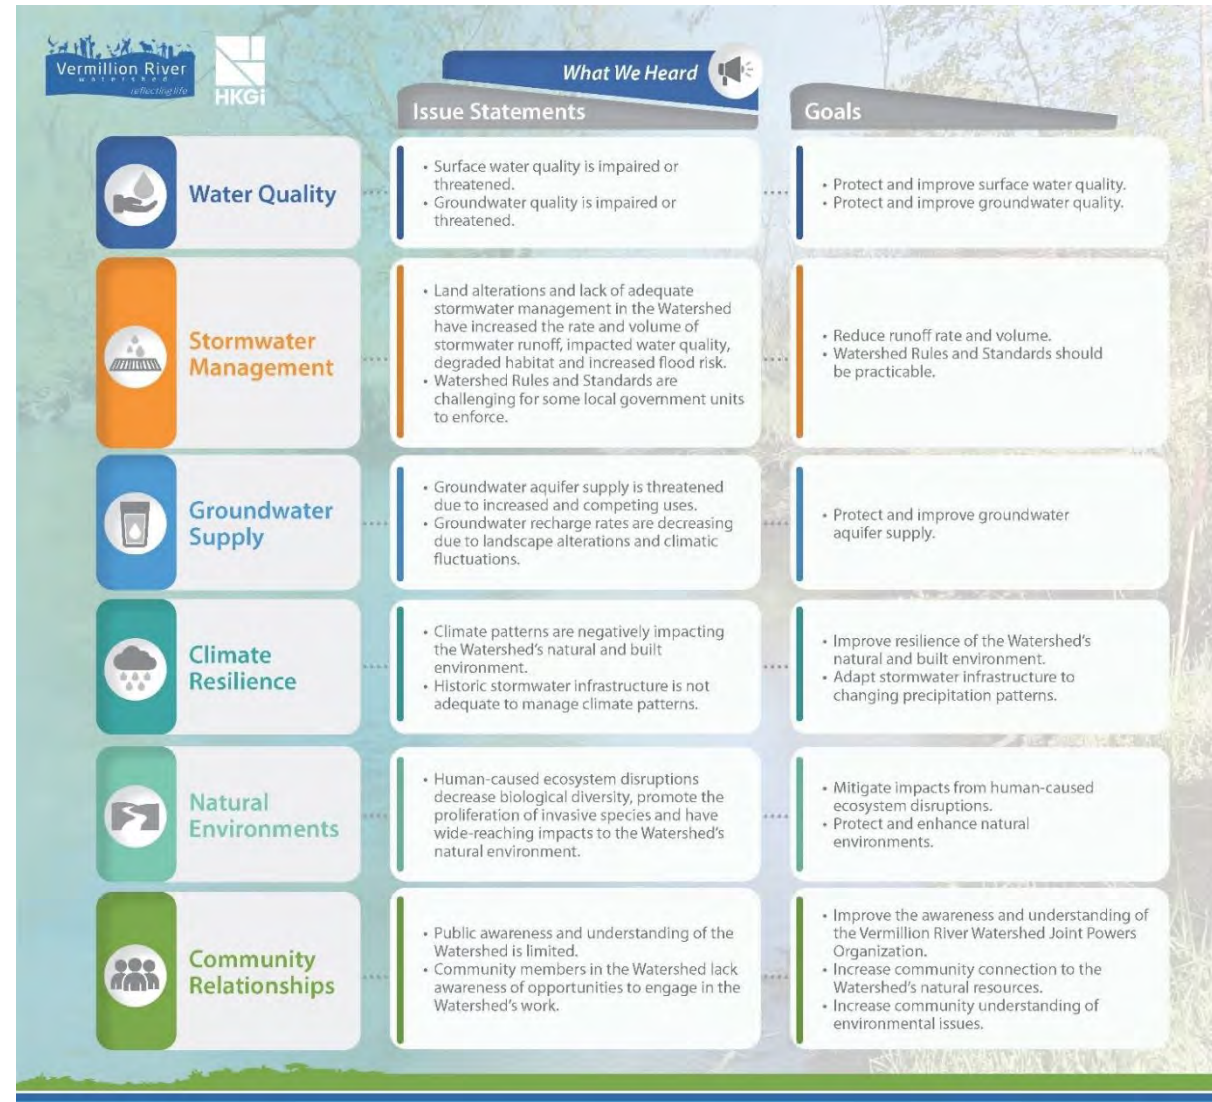 Vermillion River
watershed
reflecting life
HKGi
What We Heard
Issue Statements
Goals
Water Quality
• Surface water quality is impaired or
threatened.
• Groundwater quality is impaired or
threatened.
• Protect and improve surface water quality.
• Protect and improve groundwater quality.
Stormwater
Management
• Land alterations and lack of adequate
stormwater management in the Watershed
have increased the rate and volume of
stormwater runoff, impacted water quality,
degraded habitat and increased flood risk.
• Watershed Rules and Standards are
challenging for some local government units
to enforce.
• Reduce runoff rate and volume.
• Watershed Rules and Standards should
be practicable.
Groundwater
Supply
• Groundwater aquifer supply is threatened
due to increased and competing uses.
• Groundwater recharge rates are decreasing
due to landscape alterations and climatic
fluctuations.
• Protect and improve groundwater
aquifer supply.
Climate
Resilience
• Climate patterns are negatively impacting
the Watershed's natural and built
environment.
• Historic stormwater infrastructure is not
adequate to manage climate patterns.
• Improve resilience of the Watershed's
natural and built environment.
• Adapt stormwater infrastructure to
changing precipitation patterns.
Natural
Environments
• Human-caused ecosystem disruptions
decrease biological diversity, promote the
proliferation of invasive species and have
wide-reaching impacts to the Watershed's
natural environment.
• Mitigate impacts from human-caused
ecosystem disruptions.
• Protect and enhance natural
environments.
Community
Relationships
• Public awareness and understanding of the
Watershed is limited.
• Community members in the Watershed lack
awareness of opportunities to engage in the
Watershed's work.
• Improve the awareness and understanding of
the Vermillion River Watershed Joint Powers
Organization.
• Increase community connection to the
Watershed's natural resources.
• Increase community understanding of
environmental issues.